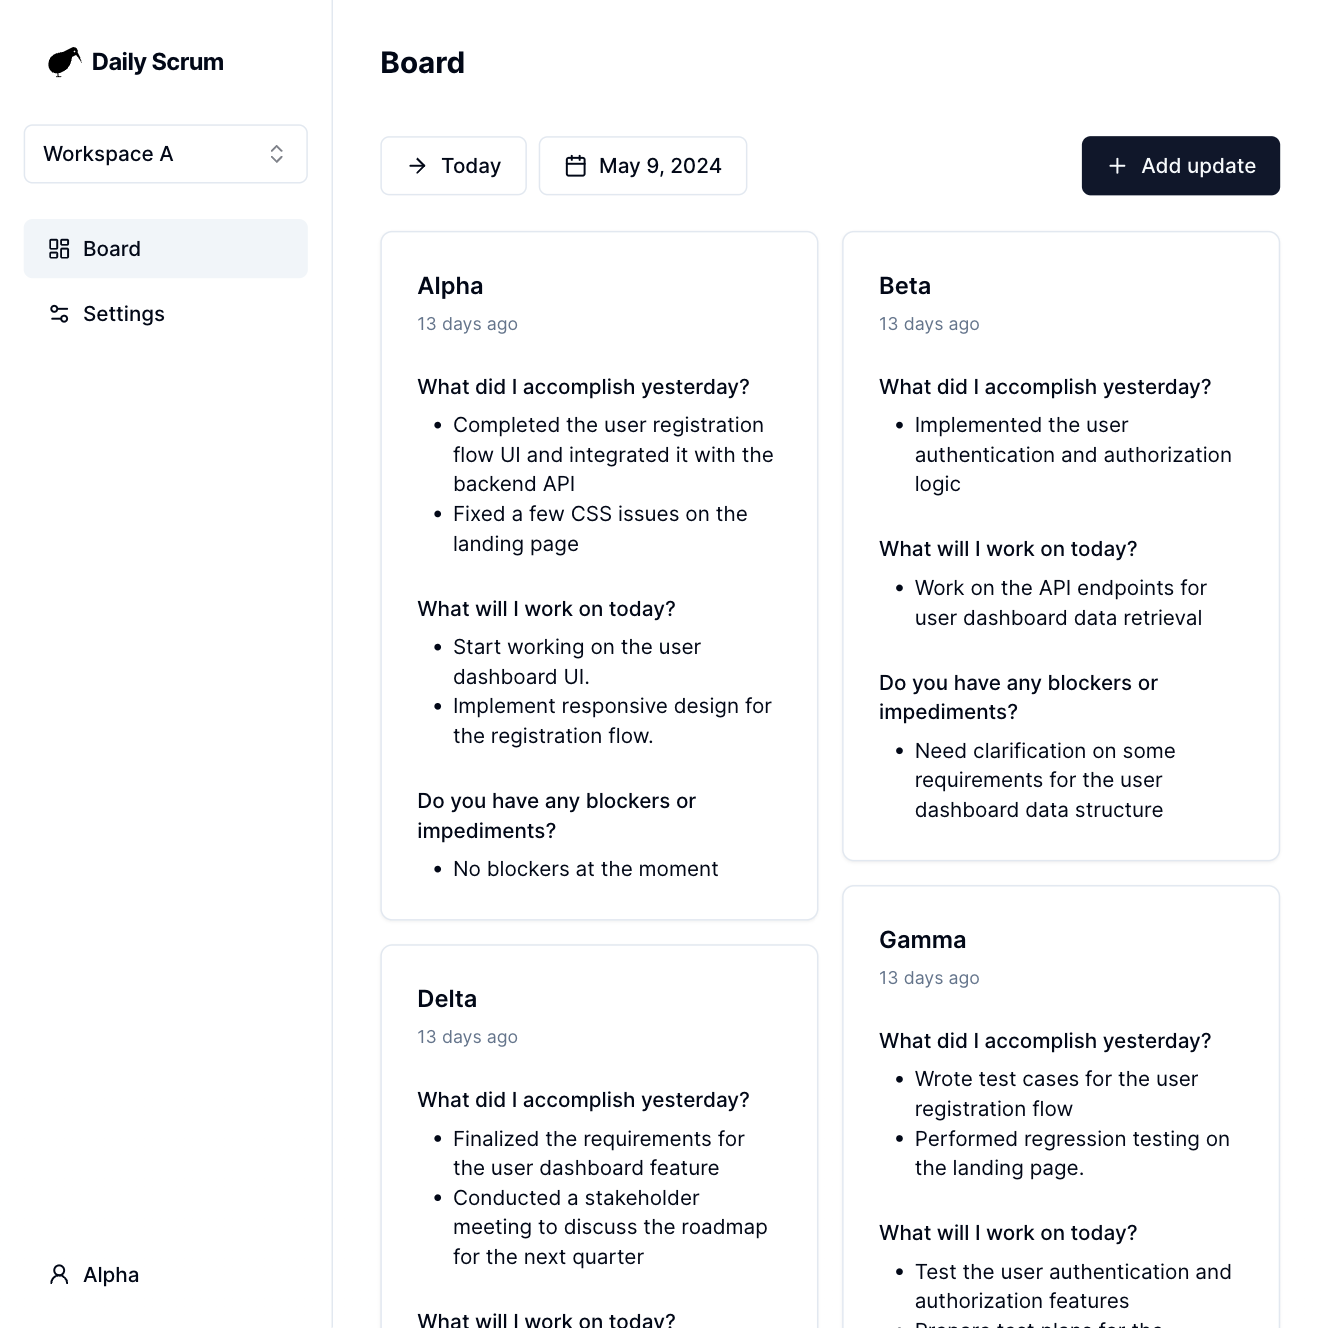 Daily Scrum
Workspace A
Board
Settings
Alpha
Board
Today
May 9, 2024
Add update
Alpha
13 days ago
What did I accomplish yesterday?
• Completed the user registration
flow UI and integrated it with the
backend API
• Fixed a few CSS issues on the
landing page
What will I work on today?
• Start working on the user
dashboard UI.
• Implement responsive design for
the registration flow.
Do you have any blockers or
impediments?
• No blockers at the moment
Delta
13 days ago
What did I accomplish yesterday?
• Finalized the requirements for
the user dashboard feature
• Conducted a stakeholder
meeting to discuss the roadmap
for the next quarter
What will I work on today?
Beta
13 days ago
What did I accomplish yesterday?
• Implemented the user
authentication and authorization
logic
What will I work on today?
• Work on the API endpoints for
user dashboard data retrieval
Do you have any blockers or
impediments?
• Need clarification on some
requirements for the user
dashboard data structure
Gamma
13 days ago
What did I accomplish yesterday?
• Wrote test cases for the user
registration flow
• Performed regression testing on
the landing page.
What will I work on today?
• Test the user authentication and
authorization features
• Prepare test plans for the